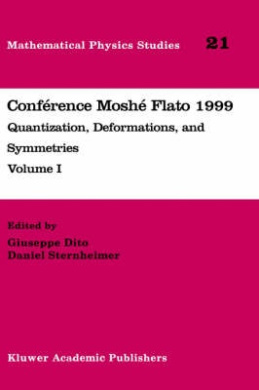 Mathematical Physics Studies 21
Conférence Moshé Flato 1999
Quantization, Deformations, and
Symmetries
Volume I
Edited by
Giuseppe Dito
Daniel Sternheimer
Kluwer Academic Publishers